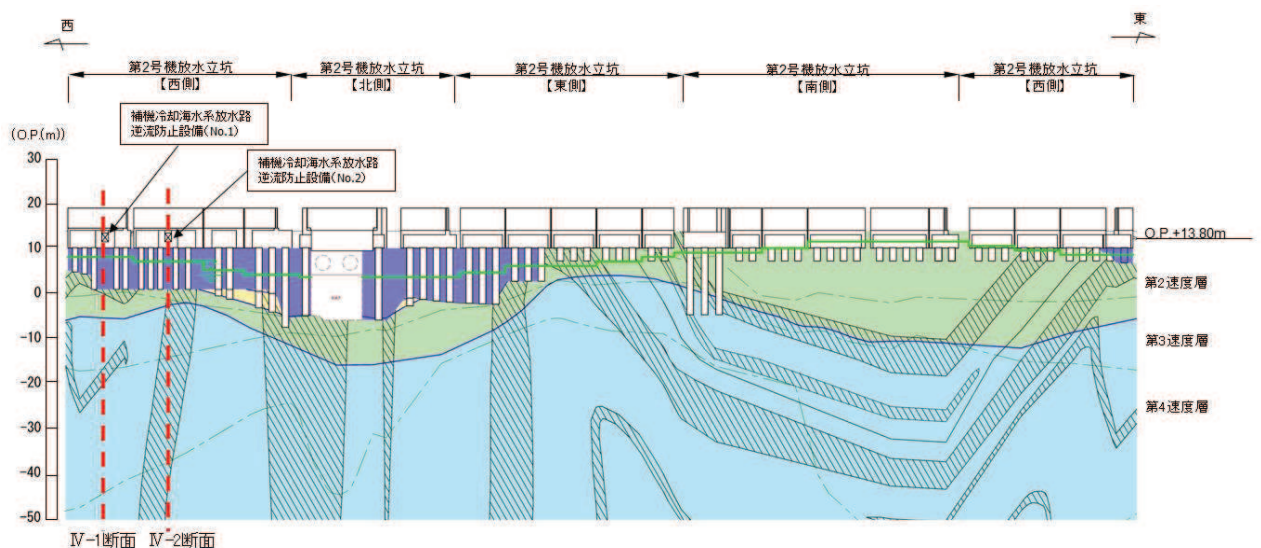 西
東
第2号機放水立坑
【西側】
第2号機放水立坑
【北側】
第2号機放水立坑
【東側】
第2号機放水立坑
【南側】
第2号機放水立坑
【西側】
補機冷却海水系放水路
逆流防止設備(No.1)
補機冷却海水系放水路
逆流防止設備(No.2)
(O.P.(m))
30
20
10
0
-10
-20
-30
-40
-50
O.P.+13.80m
第2速度層
第3速度層
第4速度層
Ⅳ-1断面
Ⅳ-2断面